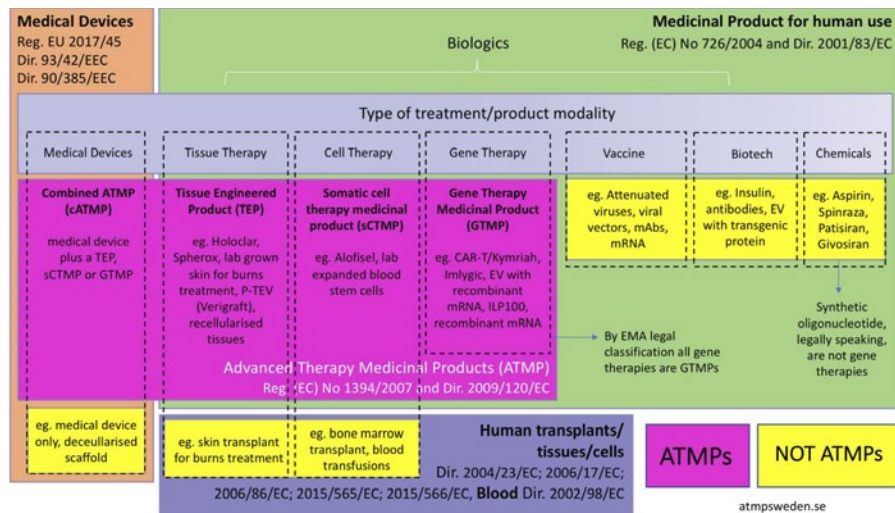 Medical Devices
Reg. EU 2017/45
Dir. 93/42/EEC
Dir. 90/385/EEC
Medicinal Product for human use
Reg. (EC) No 726/2004 and Dir. 2001/83/EC
Biologics
Type of treatment/product modality
Medical Devices
Tissue Therapy
Cell Therapy
Gene Therapy
Vaccine
Biotech
Chemicals
Combined ATMP
(cATMP)
medical device
plus a TEP,
sCTMP or GTMP
Tissue Engineered
Product (TEP)
eg. Holoclar,
Spherox, lab grown
skin for burns
treatment, P-TEV
(Verigraft),
recellularised
tissues
Somatic cell
therapy medicinal
product (sCTMP)
eg. Alofisel, lab
expanded blood
stem cells
Gene Therapy
Medicinal Product
(GTMP)
eg. CAR-T/Kymriah,
Imlygic, EV with
recombinant
mRNA, ILP100,
recombinant mRNA
eg. Attenuated
viruses, viral
vectors, mAbs,
mRNA
eg. Insulin,
antibodies, EV
with transgenic
protein
eg. Aspirin,
Spinraza,
Patisiran,
Givosiran
By EMA legal
classification all gene
therapies are GTMPs
Synthetic
oligonucleotide,
legally speaking,
are not gene
therapies
Advanced Therapy Medicinal Products (ATMP)
Reg. (EC) No 1394/2007 and Dir. 2009/120/EC
eg. medical device
only, deceullarised
scaffold
eg. skin transplant
for burns treatment
eg. bone marrow
transplant, blood
transfusions
Human transplants/
tissues/cells
Dir. 2004/23/EC; 2006/17/EC;
2006/86/EC; 2015/565/EC; 2015/566/EC, Blood Dir. 2002/98/EC
ATMPs
NOT ATMPs
atmpsweden.se